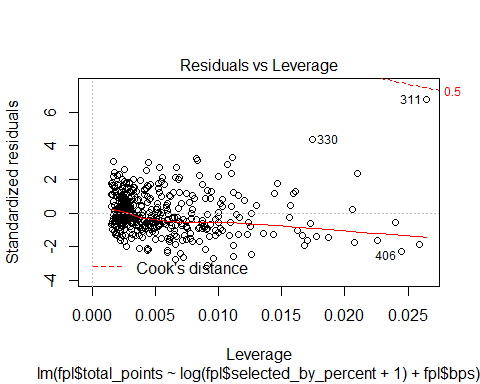 Residuals vs Leverage
Standardized residuals
6
4
2
0
-2
-4
0.5
311
330
406
Cook's distance
0.000 0.005 0.010 0.015 0.020 0.025
Leverage
lm(fpl$total_points ~ log(fpl$selected_by_percent + 1) + fpl$bps)